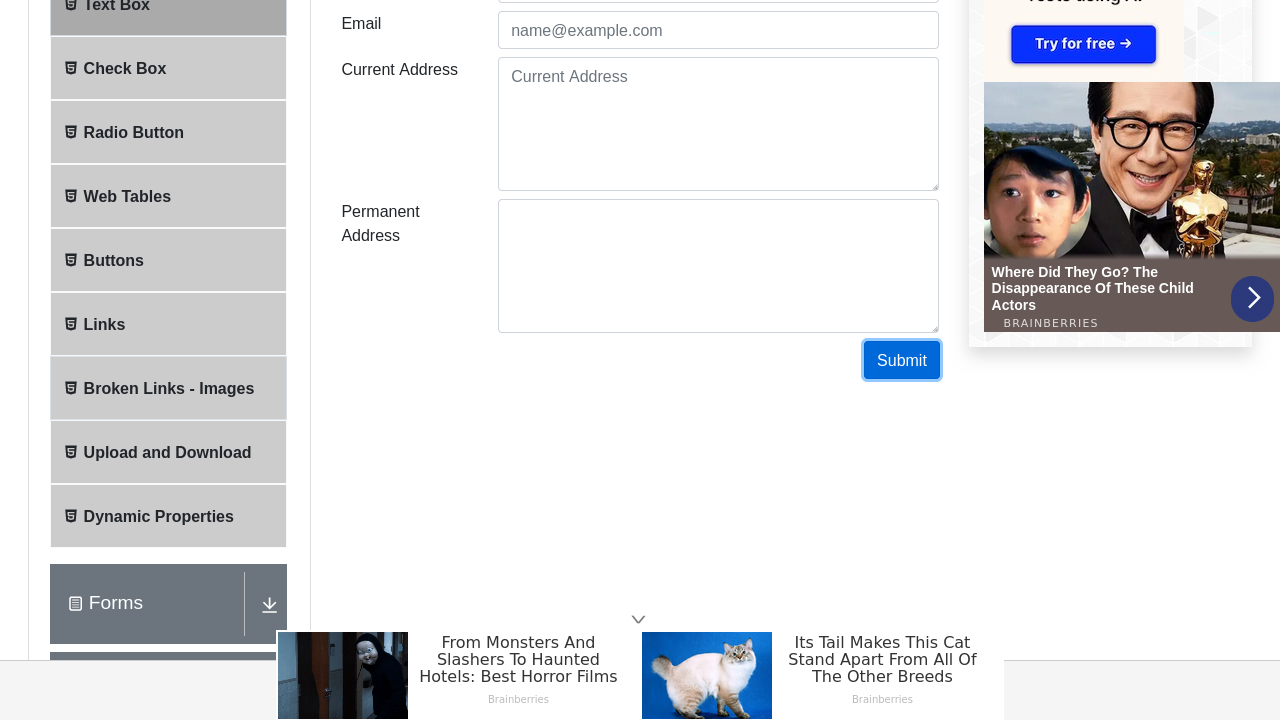 Text Box
Check Box
Radio Button
Web Tables
Buttons
Links
Broken Links - Images
Upload and Download
Dynamic Properties
Forms
Email
name@example.com
Current Address
Current Address
Permanent
Address
Submit
Try for free →
Where Did They Go? The
Disappearance Of These Child
Actors
BRAINBERRIES
From Monsters And
Slashers To Haunted
Hotels: Best Horror Films
Brainberries
Its Tail Makes This Cat
Stand Apart From All Of
The Other Breeds
Brainberries